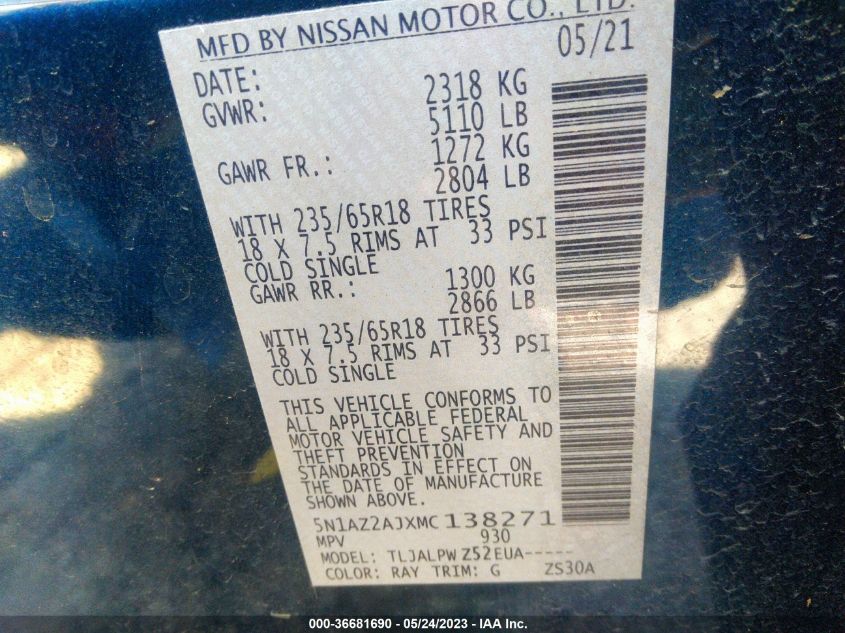 MFD BY NISSAN MOTOR CO., LTD.
DATE: 05/21
GVWR: 2318 KG
5110 LB
GAWR FR.: 1272 KG
2804 LB
WITH 235/65R18 TIRES
18 X 7.5 RIMS AT 33 PSI
COLD SINGLE
GAWR RR.: 1300 KG
2866 LB
WITH 235/65R18 TIRES
18 X 7.5 RIMS AT 33 PSI
COLD SINGLE
THIS VEHICLE CONFORMS TO
ALL APPLICABLE FEDERAL
MOTOR VEHICLE SAFETY AND
THEFT PREVENTION
STANDARDS IN EFFECT ON
THE DATE OF MANUFACTURE
SHOWN ABOVE.
5N1AZ2AJXMC138271
MPV 930
MODEL: TLJALPW Z52EUA-----
COLOR: RAY TRIM: G ZS30A
000-36681690 - 05/24/2023 - IAA Inc.